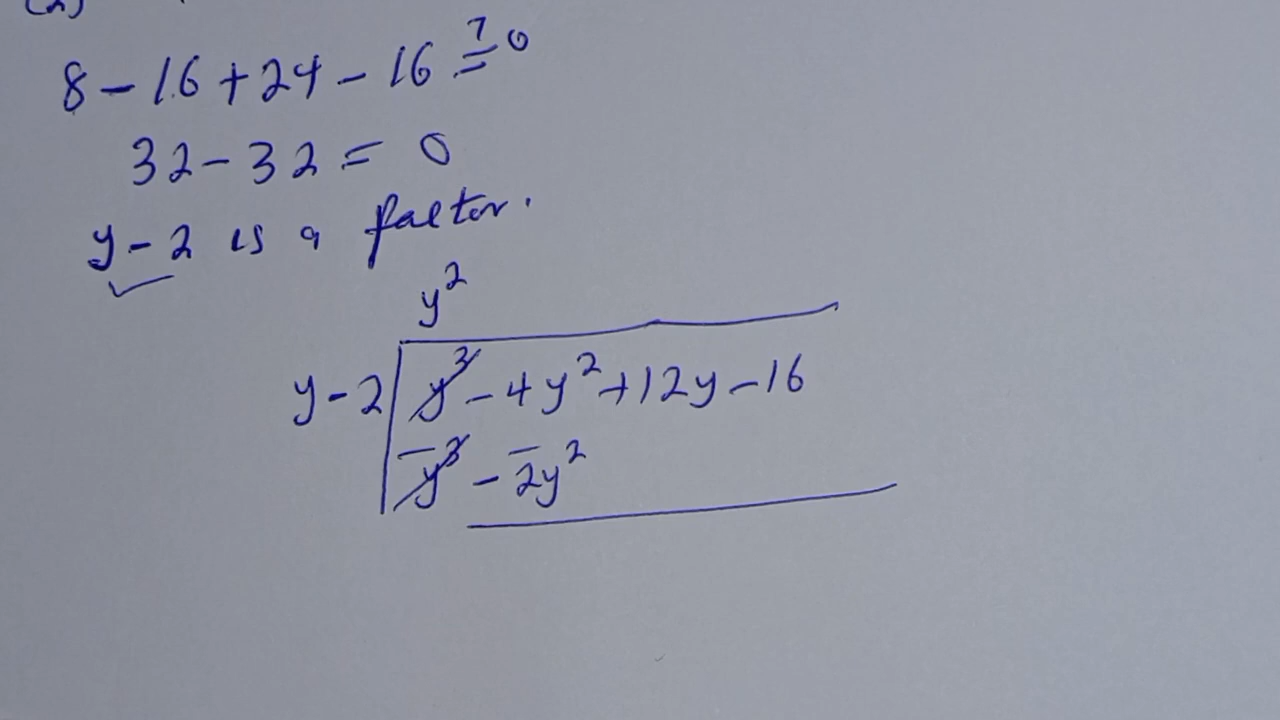 (2)
8 - 16 + 24 - 16 ?= 0
32 - 32 = 0
y - 2 is a factor.
y²
y - 2 | y³ - 4y² + 12y - 16
- y³ - - 2y²